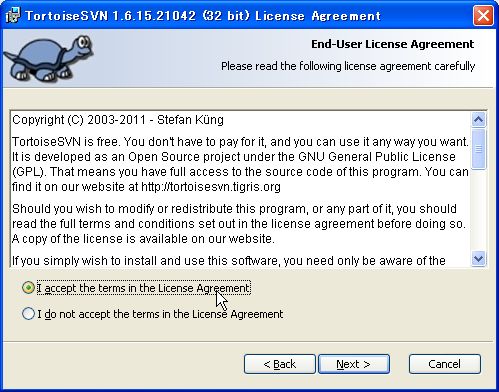 TortoiseSVN 1.6.15.21042 (32 bit) License Agreement
End-User License Agreement
Please read the following license agreement carefully
Copyright (C) 2003-2011 - Stefan Küng
TortoiseSVN is free. You don't have to pay for it, and you can use it any way you want.
It is developed as an Open Source project under the GNU General Public License
(GPL). That means you have full access to the source code of this program. You can
find it on our website at http://tortoisesvn.tigris.org
Should you wish to modify or redistribute this program, or any part of it, you should
read the full terms and conditions set out in the license agreement before doing so.
A copy of the license is available on our website.
If you simply wish to install and use this software, you need only be aware of the
I accept the terms in the License Agreement
I do not accept the terms in the License Agreement
< Back
Next >
Cancel